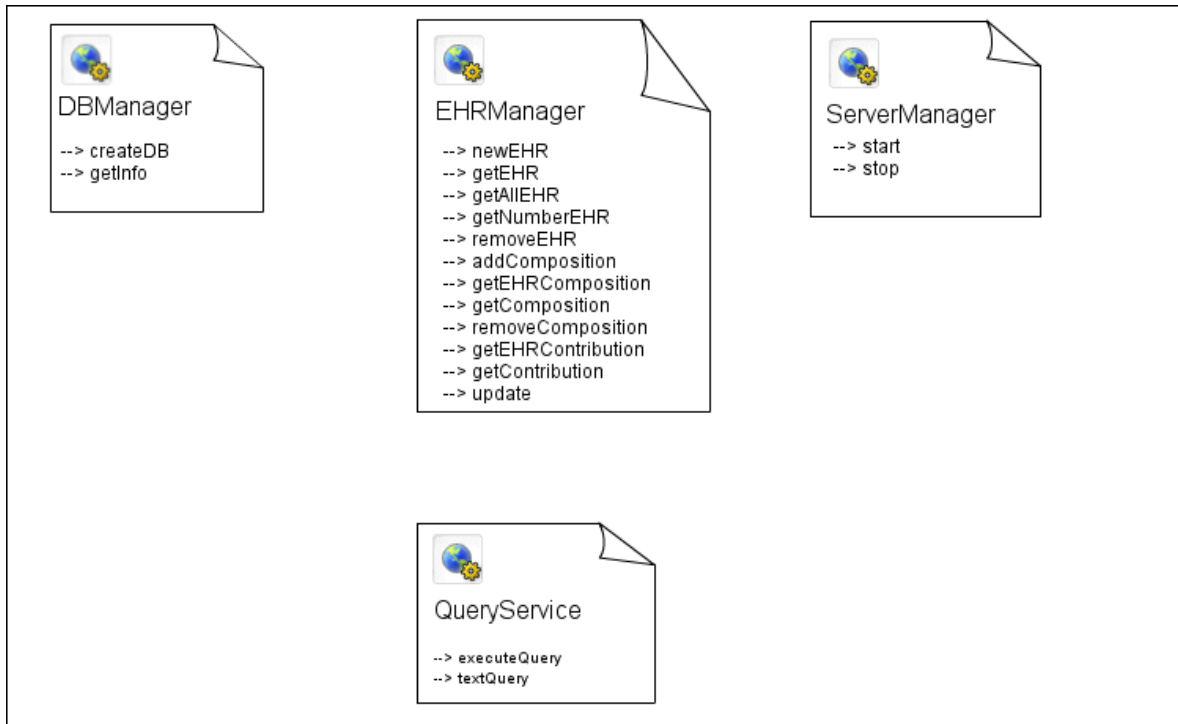 DBManager
--> createDB
--> getInfo
EHRManager
--> newEHR
--> getEHR
--> getAllEHR
--> getNumberEHR
--> removeEHR
--> addComposition
--> getEHRComposition
--> getComposition
--> removeComposition
--> getEHRContribution
--> getContribution
--> update
ServerManager
--> start
--> stop
QueryService
--> executeQuery
--> textQuery